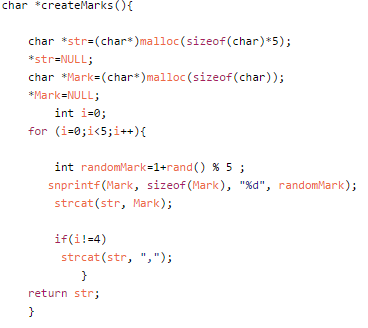 char *createMarks(){
char *str=(char*)malloc(sizeof(char)*5);
*str=NULL;
char *Mark=(char*)malloc(sizeof(char));
*Mark=NULL;
int i=0;
for (i=0;i<5;i++){
int randomMark=1+rand() % 5 ;
snprintf(Mark, sizeof(Mark), "%d", randomMark);
strcat(str, Mark);
if(i!=4)
strcat(str, ",");
}
return str;
}